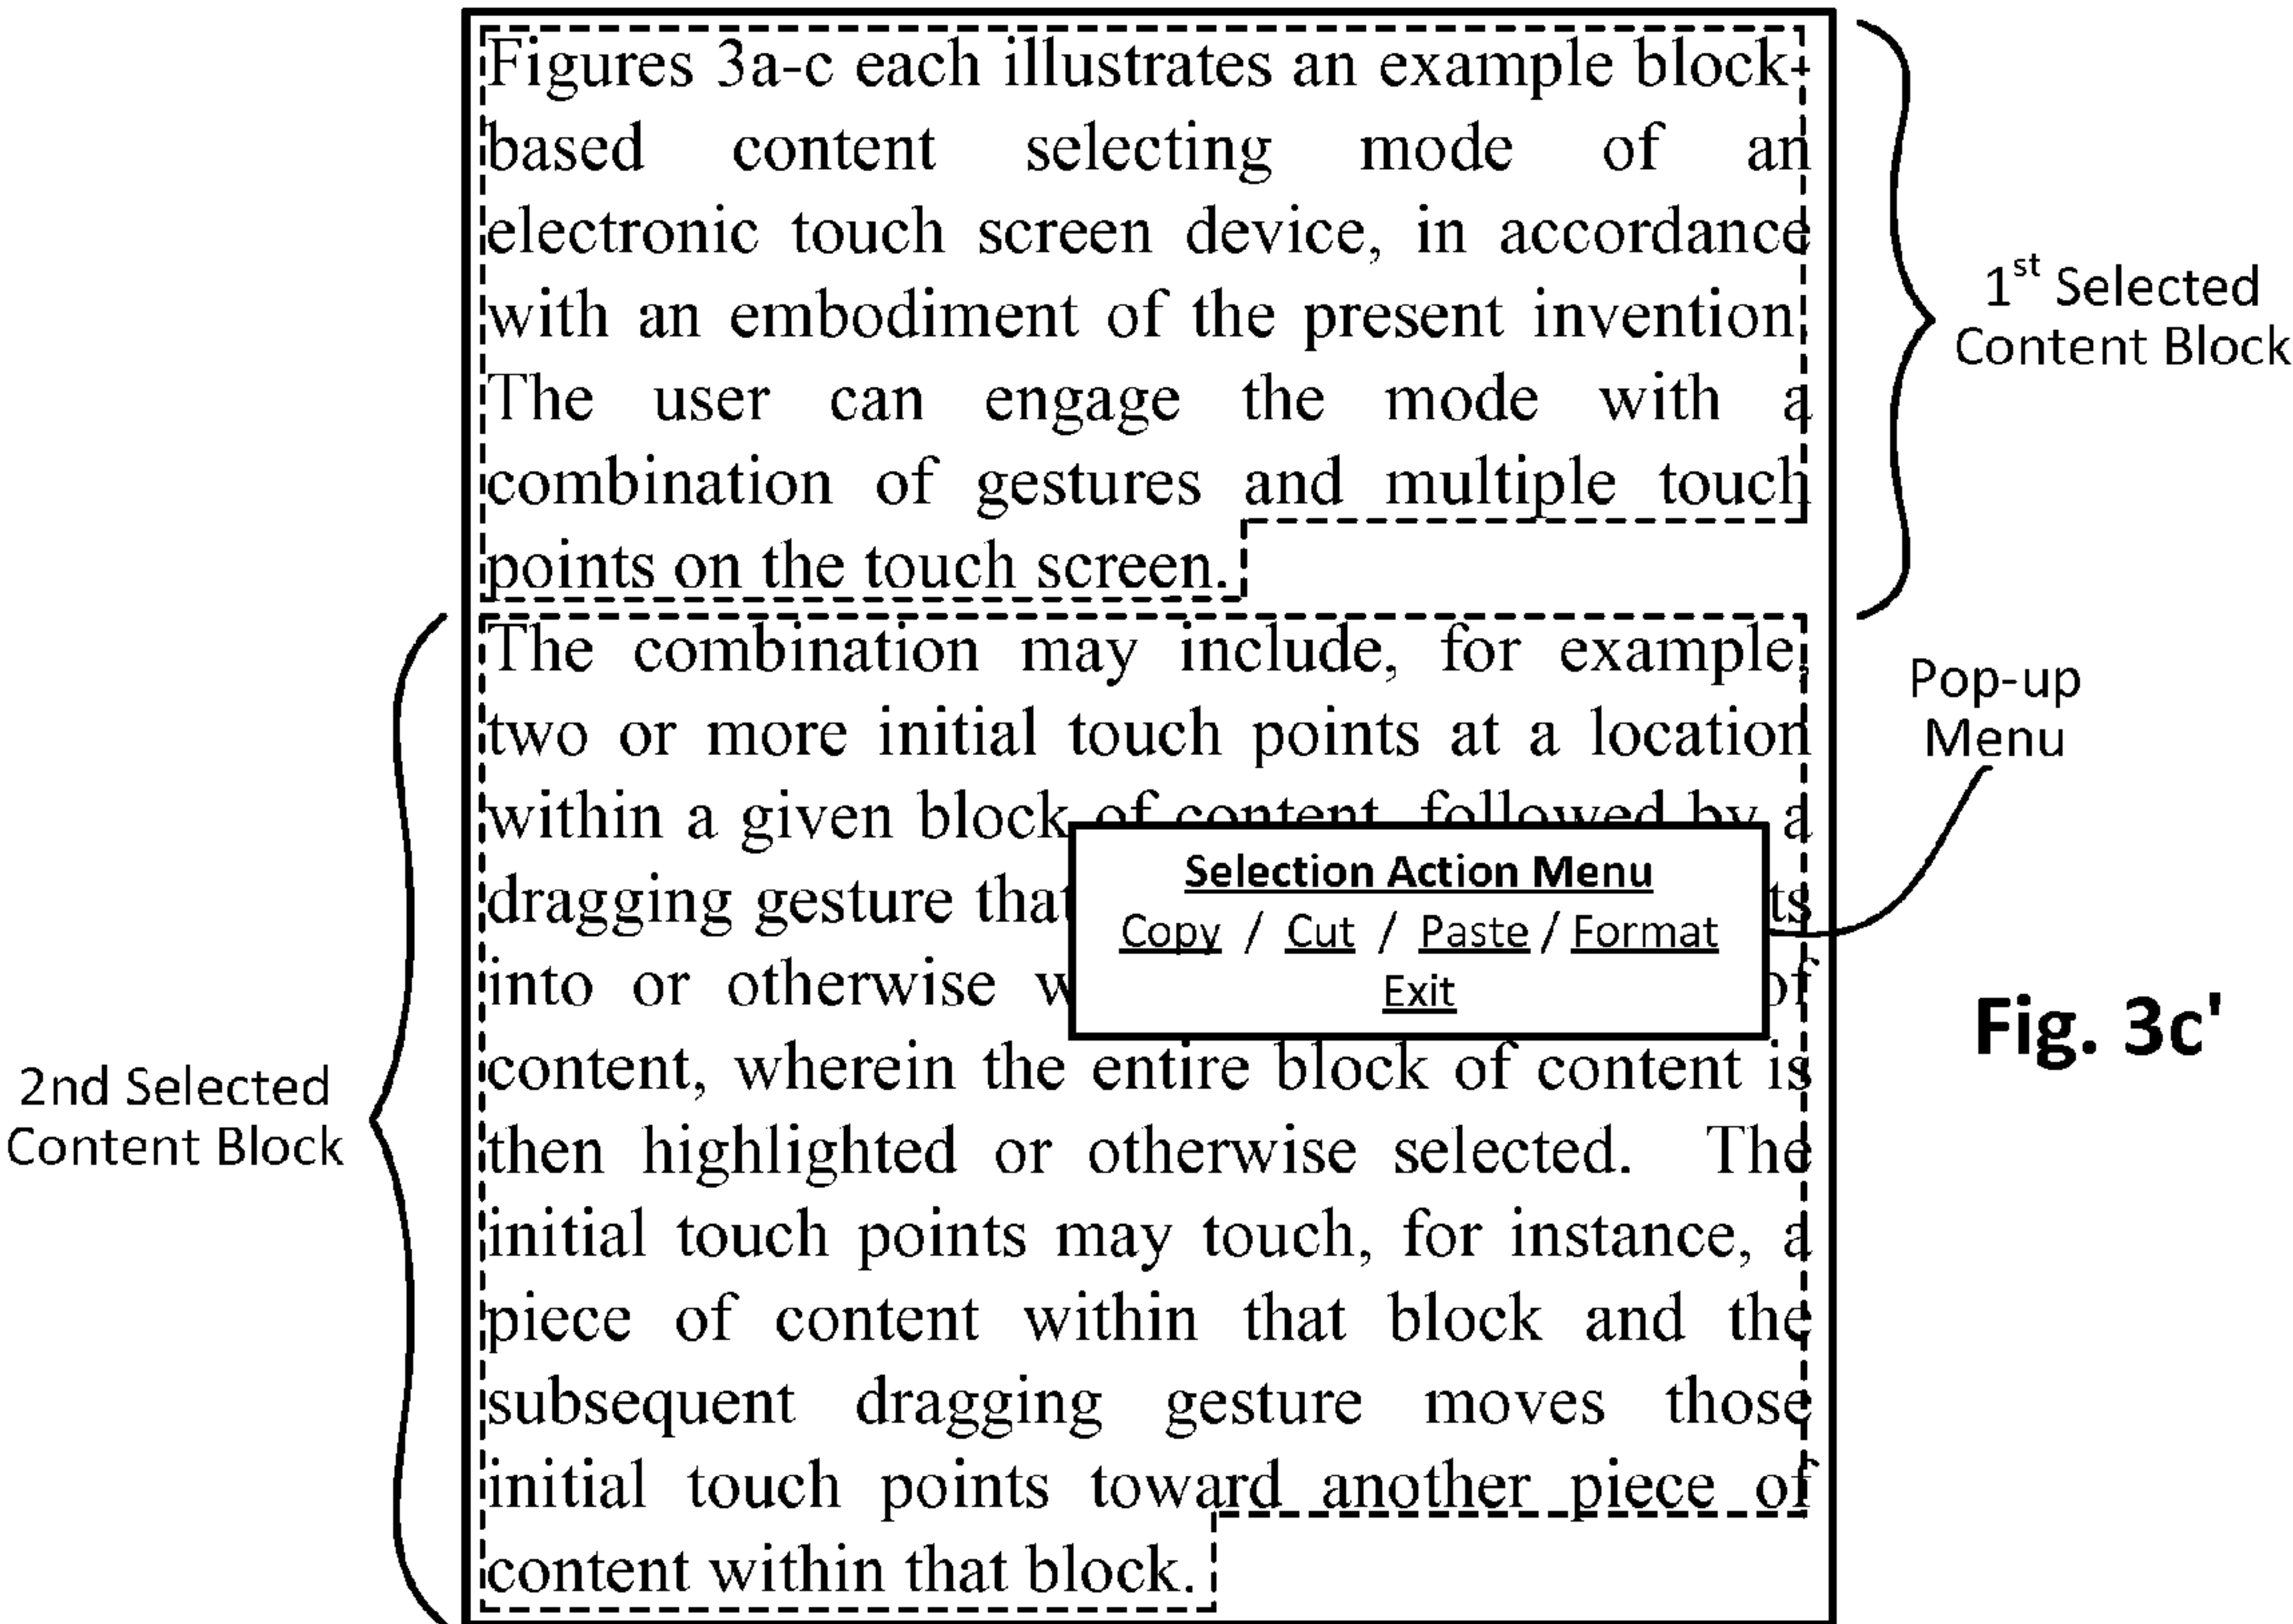 Figures 3a-c each illustrates an example block-
based content selecting mode of an
electronic touch screen device, in accordance
with an embodiment of the present invention.
The user can engage the mode with a
combination of gestures and multiple touch
points on the touch screen.
1st Selected
Content Block
The combination may include, for example,
two or more initial touch points at a location
within a given block of content, followed by a
dragging gesture that ts
into or otherwise w of
content, wherein the entire block of content is
then highlighted or otherwise selected. The
initial touch points may touch, for instance, a
piece of content within that block and the
subsequent dragging gesture moves those
initial touch points toward another piece of
content within that block.
Selection Action Menu
Copy / Cut / Paste / Format
Exit
Pop-up
Menu
2nd Selected
Content Block
Fig. 3c'